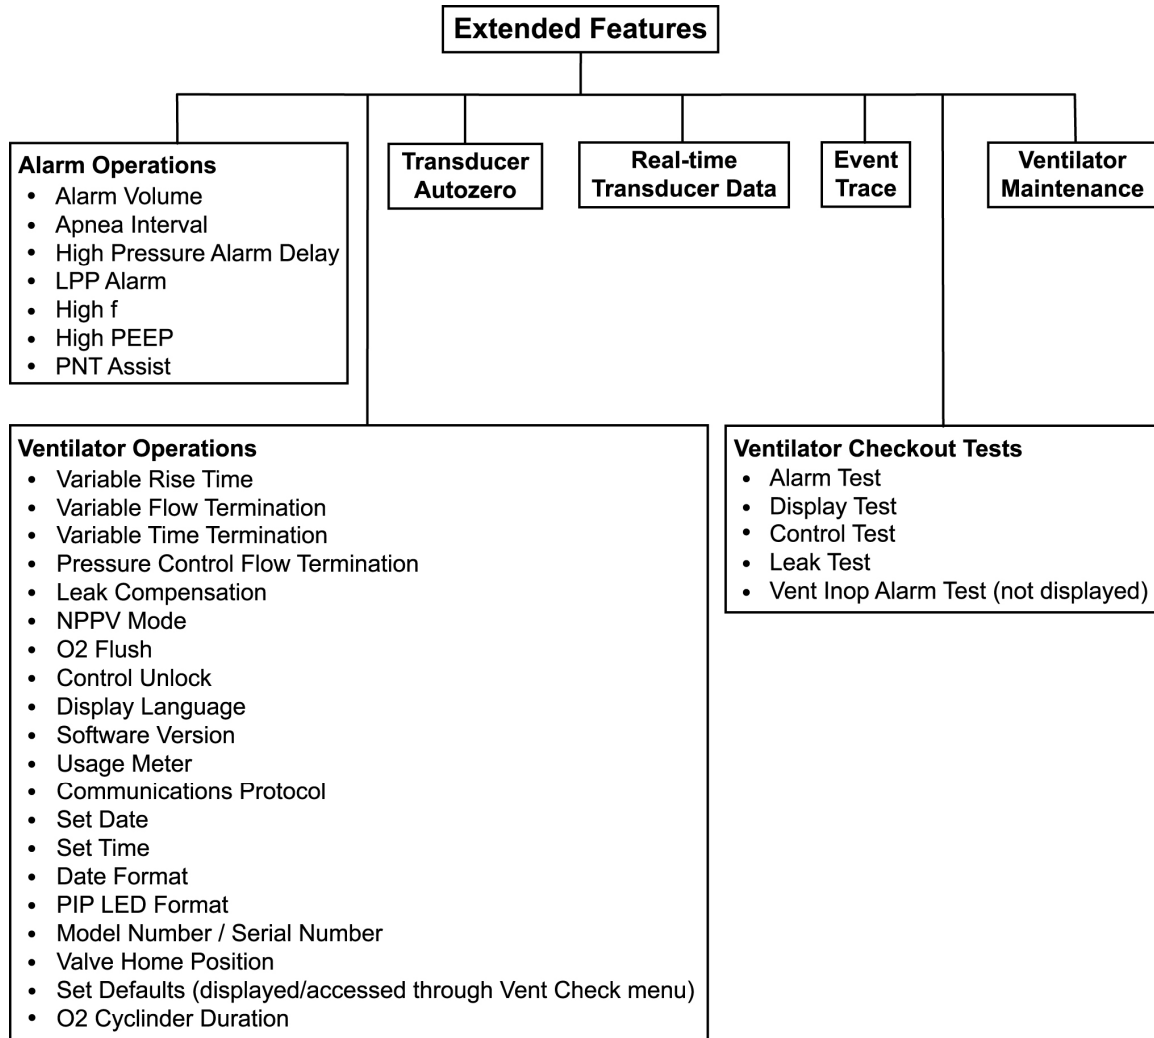 Extended Features
Alarm Operations
• Alarm Volume
• Apnea Interval
• High Pressure Alarm Delay
• LPP Alarm
• High f
• High PEEP
• PNT Assist
Transducer
Autozero
Real-time
Transducer Data
Event
Trace
Ventilator
Maintenance
Ventilator Operations
• Variable Rise Time
• Variable Flow Termination
• Variable Time Termination
• Pressure Control Flow Termination
• Leak Compensation
• NPPV Mode
• O2 Flush
• Control Unlock
• Display Language
• Software Version
• Usage Meter
• Communications Protocol
• Set Date
• Set Time
• Date Format
• PIP LED Format
• Model Number / Serial Number
• Valve Home Position
• Set Defaults (displayed/accessed through Vent Check menu)
• O2 Cyclinder Duration
Ventilator Checkout Tests
• Alarm Test
• Display Test
• Control Test
• Leak Test
• Vent Inop Alarm Test (not displayed)